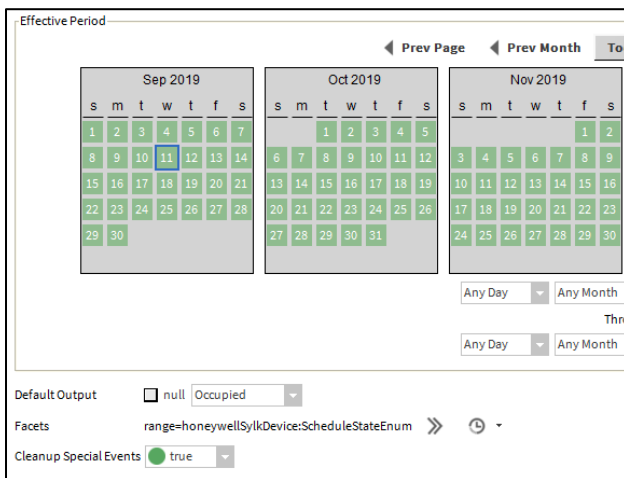 Effective Period
Prev Page Prev Month
Sep 2019 Oct 2019 Nov 2019
s m t w t f s s m t w t f s s m t w t f s
1 2 3 4 5 6 7 1 2 3 4 5 1 2
8 9 10 11 12 13 14 6 7 8 9 10 11 12 3 4 5 6 7 8 9
15 16 17 18 19 20 21 13 14 15 16 17 18 19 10 11 12 13 14 15 16
22 23 24 25 26 27 28 20 21 22 23 24 25 26 17 18 19 20 21 22 23
29 30 27 28 29 30 31 24 25 26 27 28 29 30
Any Day Any Month
Any Day Any Month
Default Output null Occupied
Facets range=honeywellSylkDevice:ScheduleStateEnum
Cleanup Special Events true